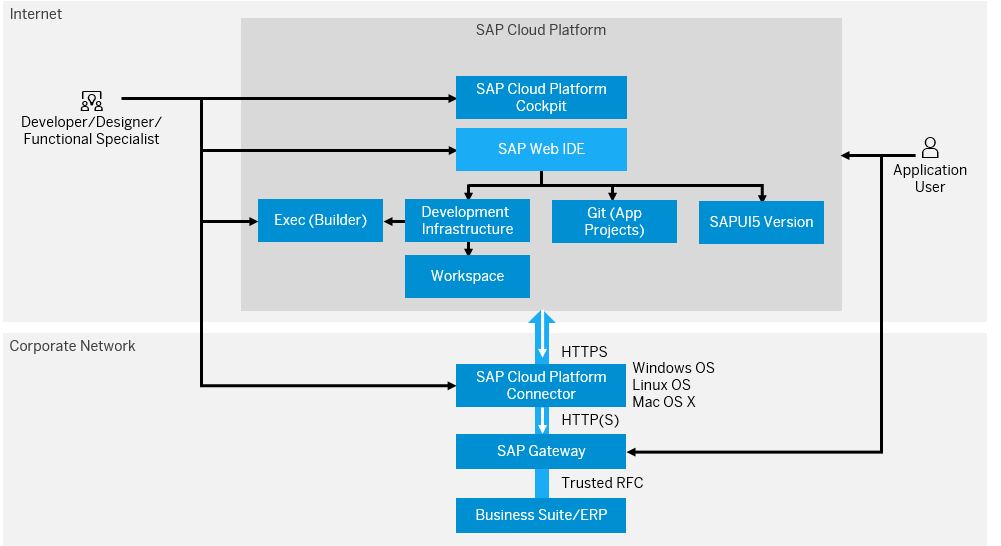 Internet
SAP Cloud Platform
SAP Cloud Platform
Cockpit
Developer/Designer/
Functional Specialist
SAP Web IDE
Application
User
Exec (Builder)
Development
Infrastructure
Git (App
Projects)
SAPUI5 Version
Workspace
Corporate Network
HTTPS
SAP Cloud Platform
Connector
Windows OS
Linux OS
Mac OS X
HTTP(S)
SAP Gateway
Trusted RFC
Business Suite/ERP